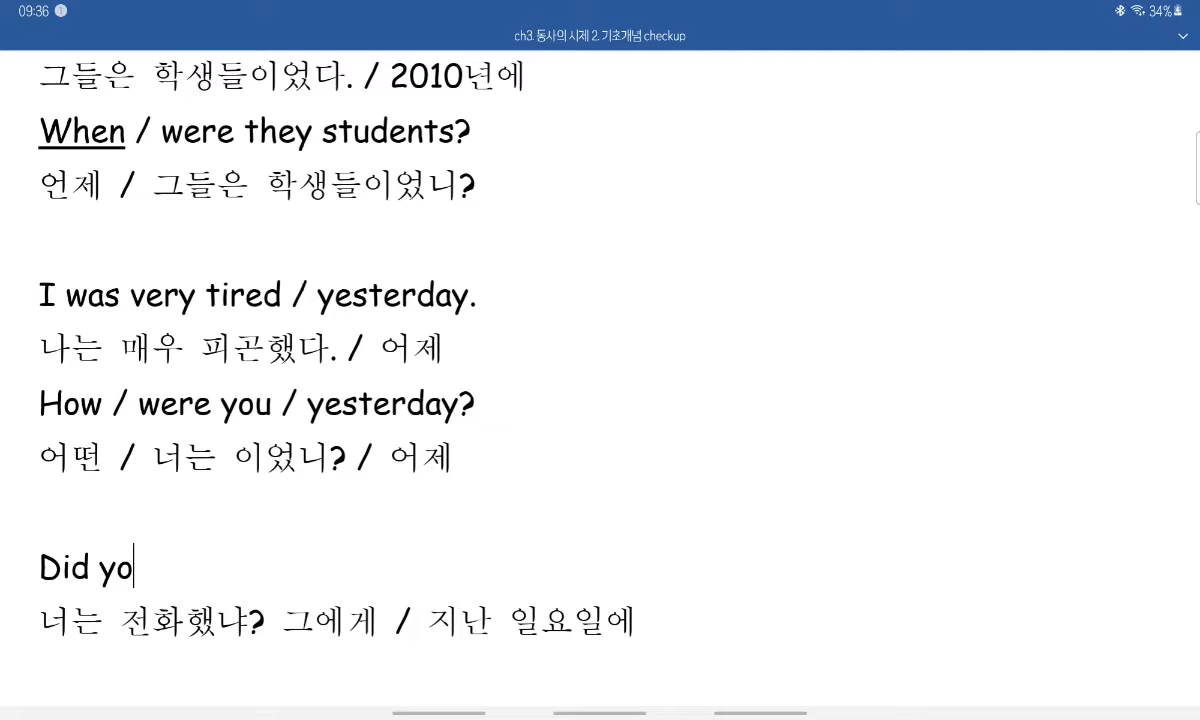 09:36
34%
ch3. 동사의 시제 2. 기초개념 checkup
그들은 학생들이었다. / 2010년에
When / were they students?
언제 / 그들은 학생들이었니?
I was very tired / yesterday.
나는 매우 피곤했다. / 어제
How / were you / yesterday?
어떤 / 너는 이었니? / 어제
Did yo
너는 전화했냐? 그에게 / 지난 일요일에